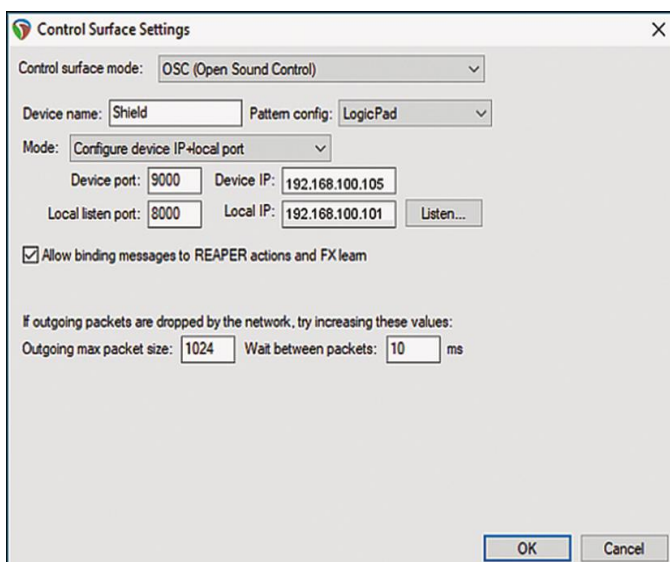 Control Surface Settings
Control surface mode: OSC (Open Sound Control)
Device name: Shield Pattern config: LogicPad
Mode: Configure device IP+local port
Device port: 9000 Device IP: 192.168.100.105
Local listen port: 8000 Local IP: 192.168.100.101 Listen...
Allow binding messages to REAPER actions and FX learn
If outgoing packets are dropped by the network, try increasing these values:
Outgoing max packet size: 1024 Wait between packets: 10 ms
OK Cancel